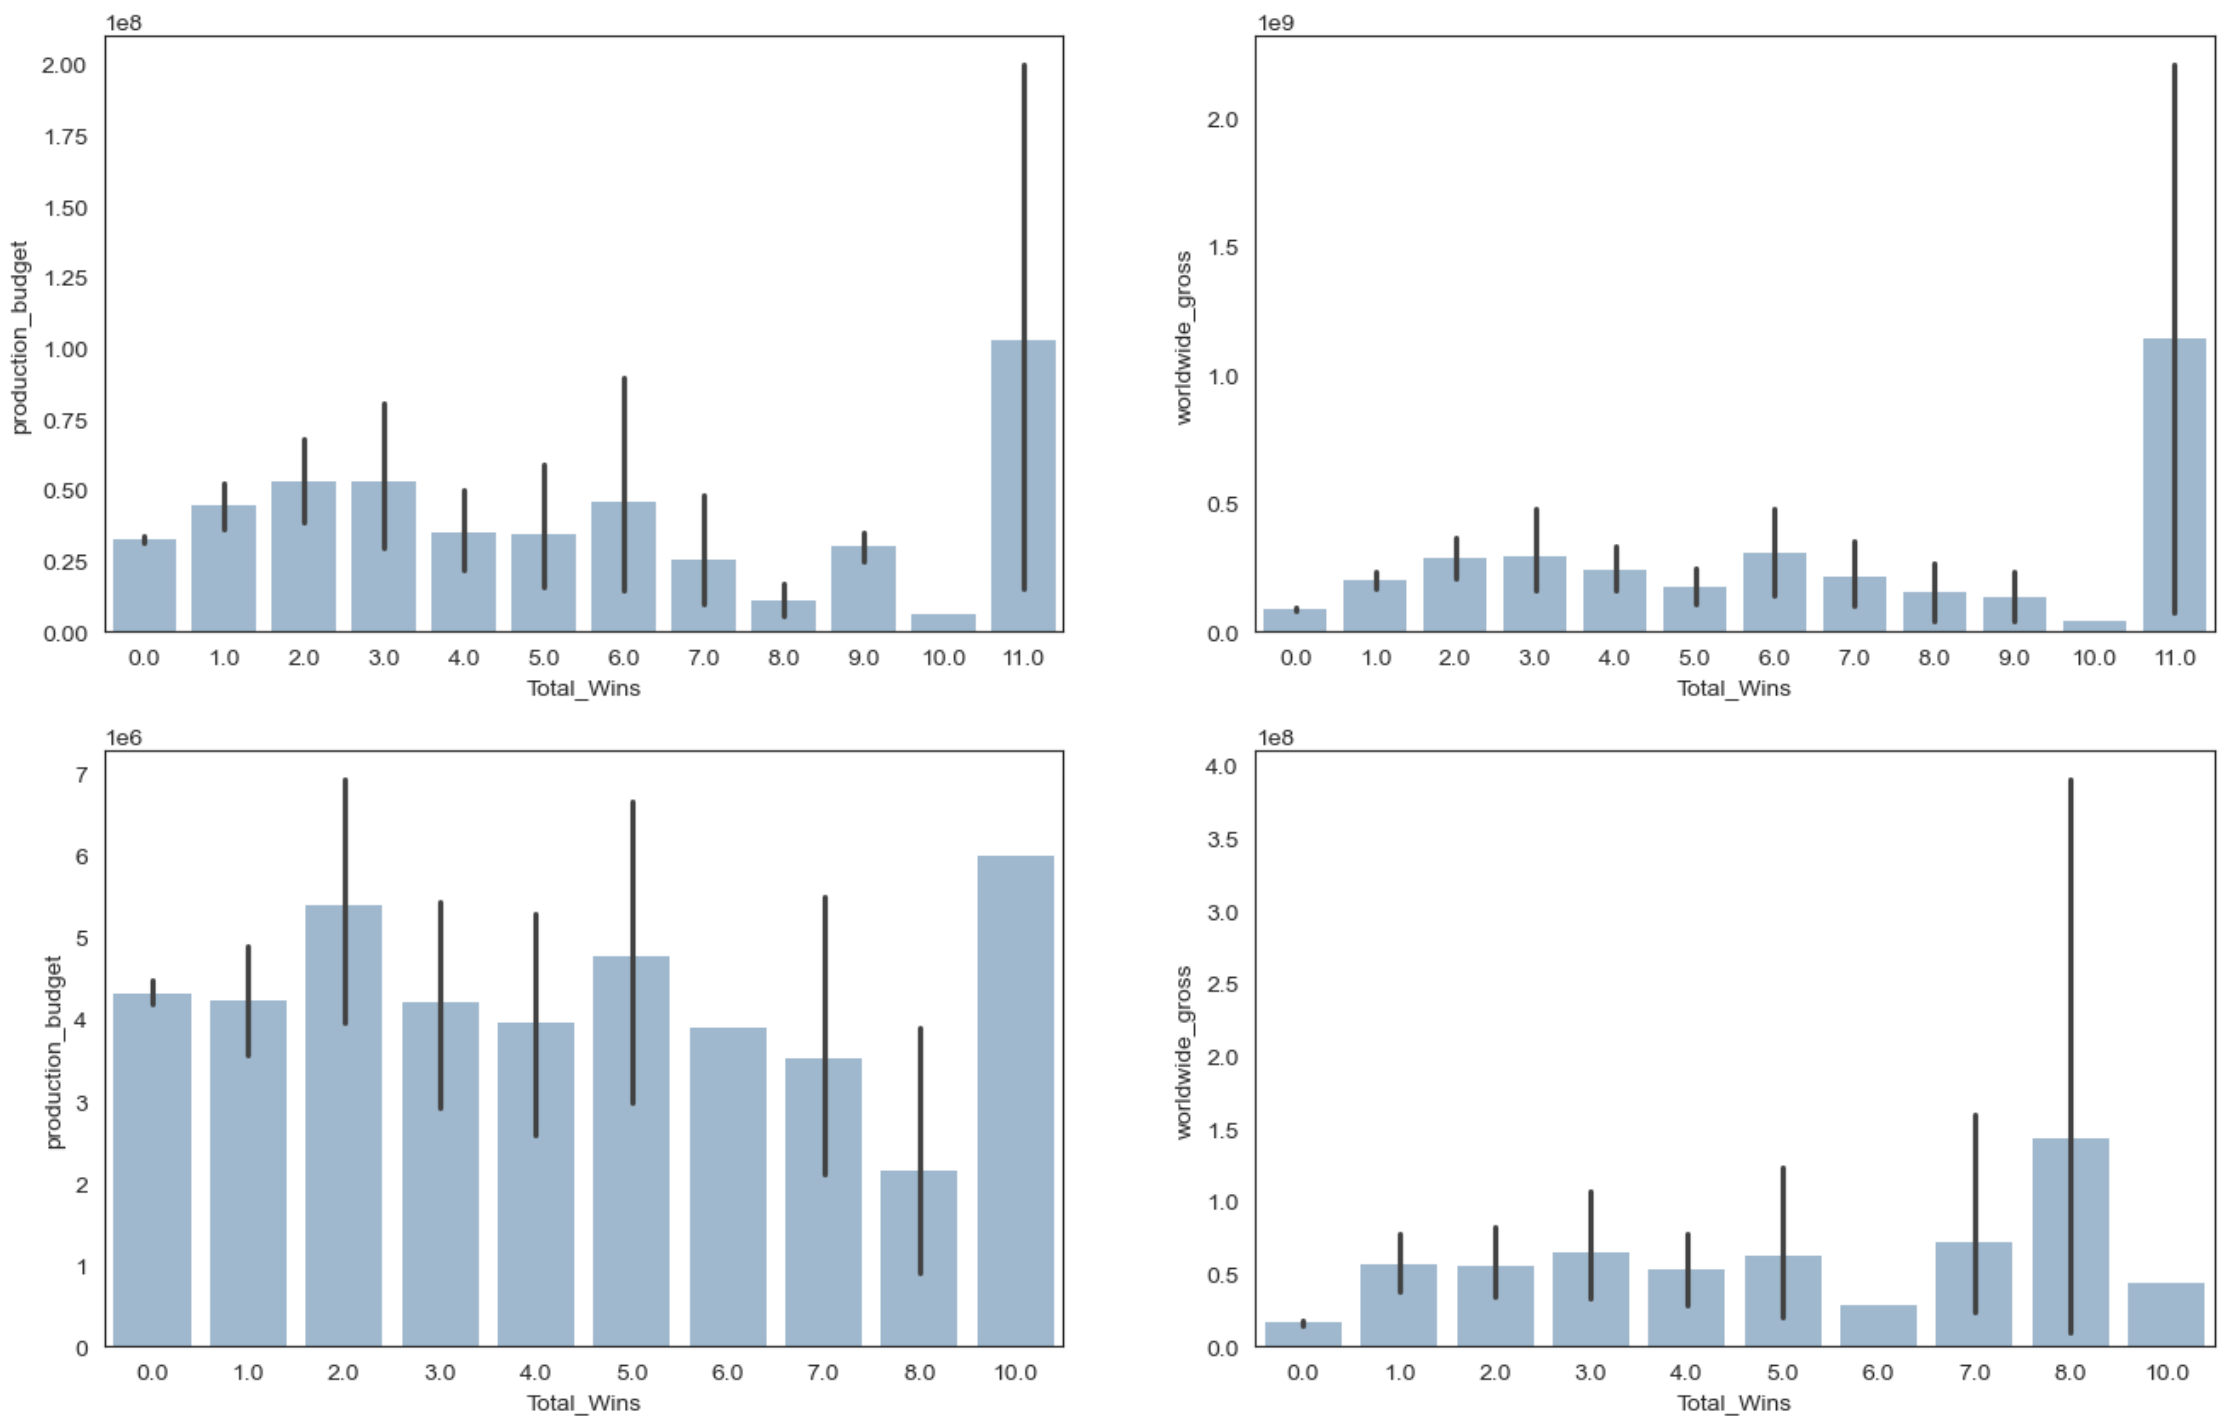 1e8
production_budget
2.00
1.75
1.50
1.25
1.00
0.75
0.50
0.25
0.00
0.0 1.0 2.0 3.0 4.0 5.0 6.0 7.0 8.0 9.0 10.0 11.0
Total_Wins
1e9
worldwide_gross
2.0
1.5
1.0
0.5
0.0
0.0 1.0 2.0 3.0 4.0 5.0 6.0 7.0 8.0 9.0 10.0 11.0
Total_Wins
1e6
production_budget
7
6
5
4
3
2
1
0
0.0 1.0 2.0 3.0 4.0 5.0 6.0 7.0 8.0 10.0
Total_Wins
1e8
worldwide_gross
4.0
3.5
3.0
2.5
2.0
1.5
1.0
0.5
0.0
0.0 1.0 2.0 3.0 4.0 5.0 6.0 7.0 8.0 10.0
Total_Wins